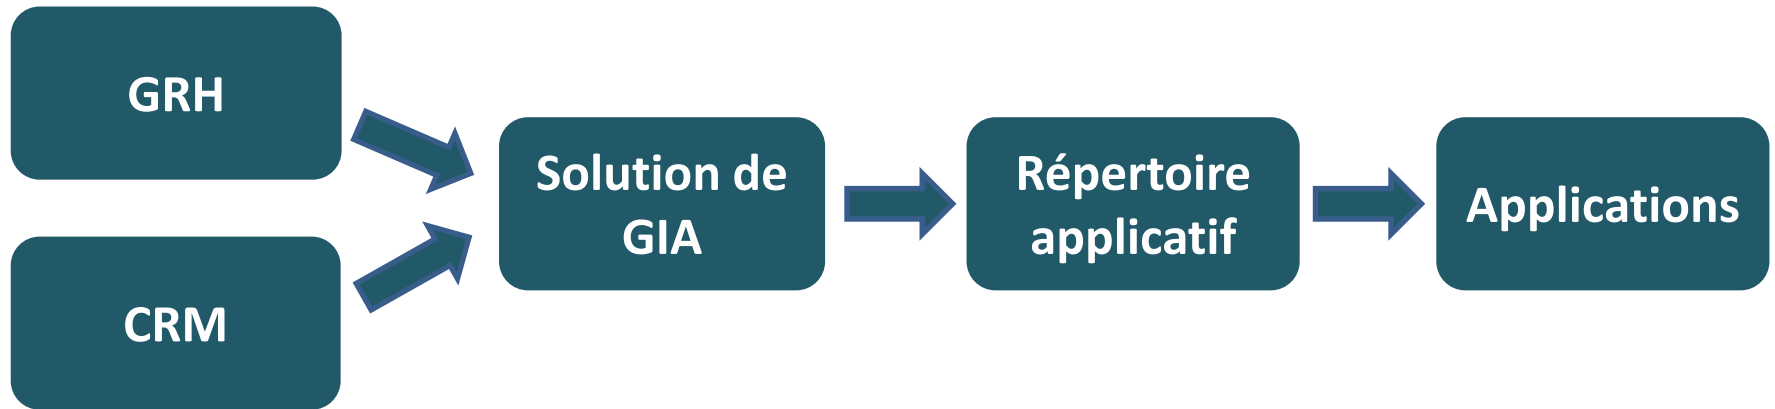 GRH
CRM
Solution de
GIA
Répertoire
applicatif
Applications